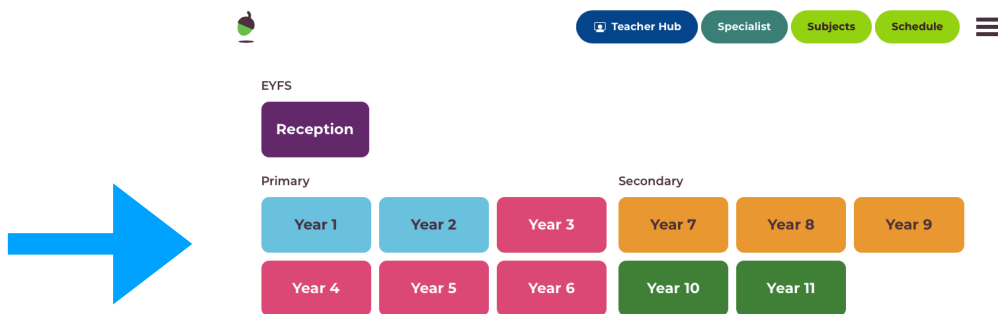 Teacher Hub Specialist Subjects Schedule
EYFS
Reception
Primary Secondary
Year 1 Year 2 Year 3 Year 7 Year 8 Year 9
Year 4 Year 5 Year 6 Year 10 Year 11